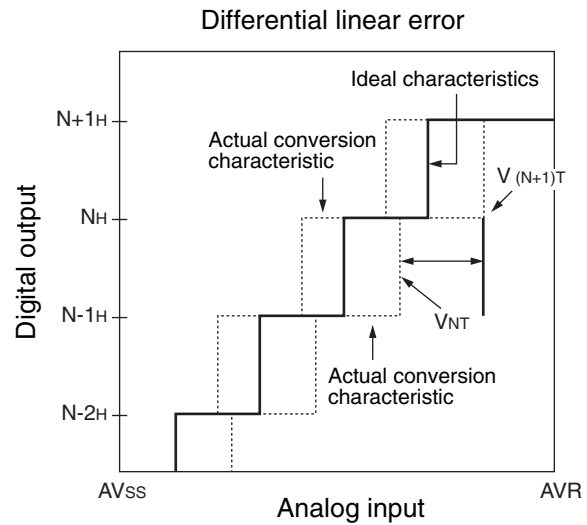 Differential linear error
Ideal characteristics
N+1H
Actual conversion
characteristic
V (N+1)T
NH
Digital output
N-1H
VNT
Actual conversion
characteristic
N-2H
AVss
AVR
Analog input